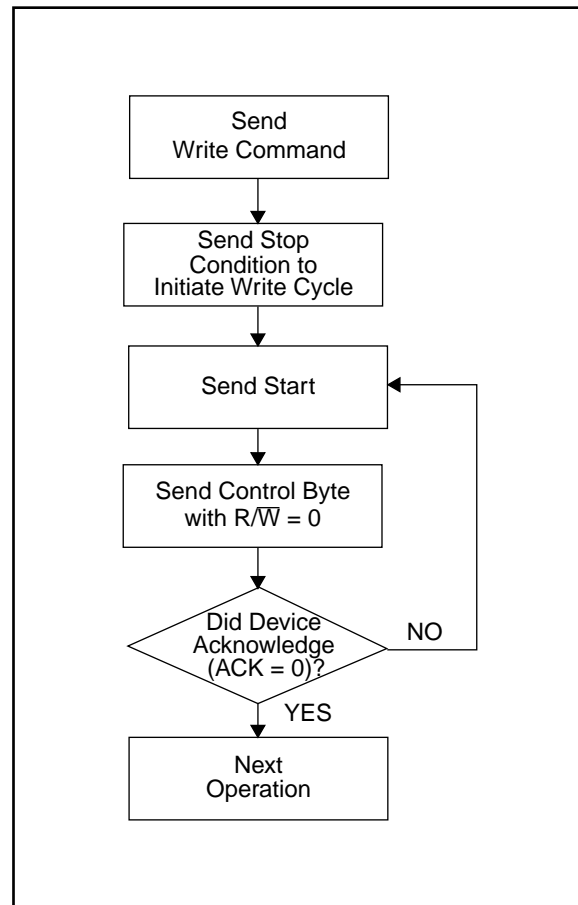 Send
Write Command
Send Stop
Condition to
Initiate Write Cycle
Send Start
Send Control Byte
with R/W̅ = 0
Did Device
Acknowledge
(ACK = 0)?
NO
YES
Next
Operation